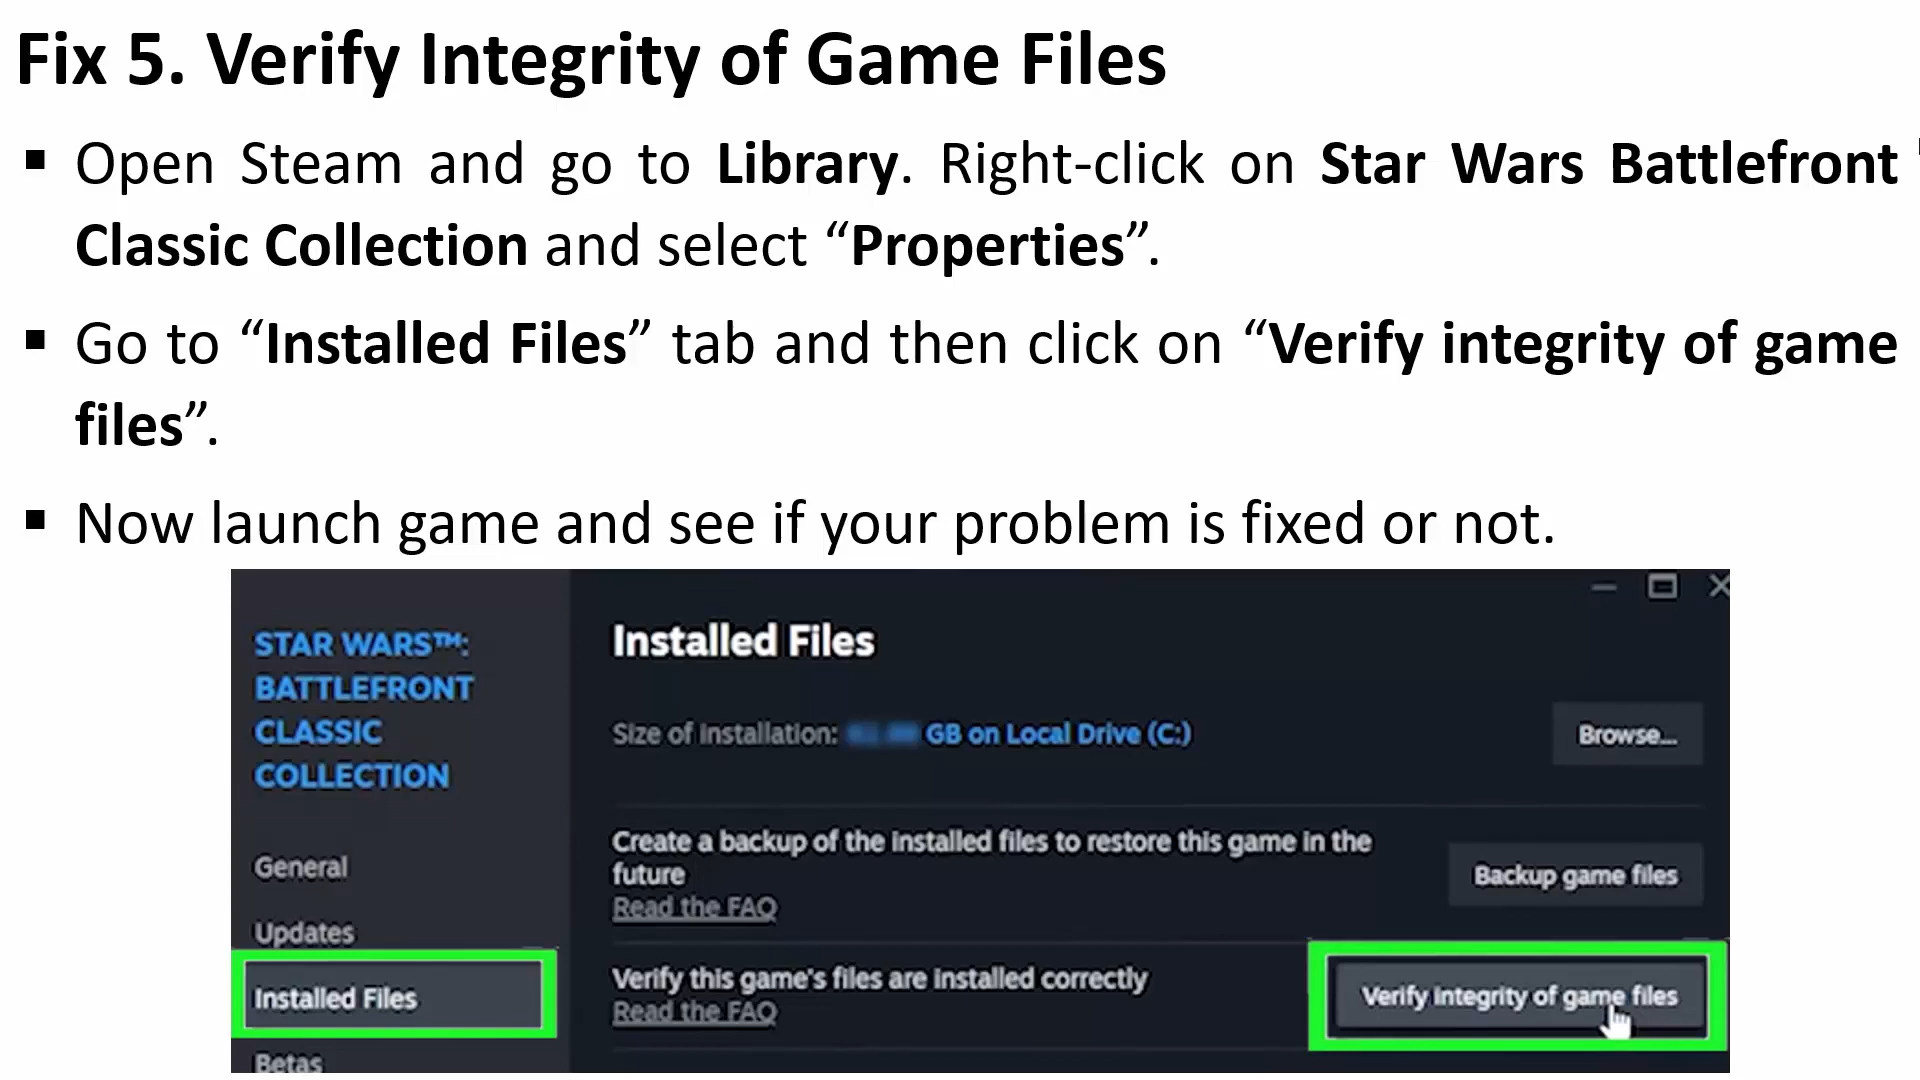 Fix 5. Verify Integrity of Game Files
▪ Open Steam and go to Library. Right-click on Star Wars Battlefront
Classic Collection and select “Properties”.
▪ Go to “Installed Files” tab and then click on “Verify integrity of game
files”.
▪ Now launch game and see if your problem is fixed or not.
STAR WARS™:
BATTLEFRONT
CLASSIC
COLLECTION
General
Updates
Installed Files
Betas
Installed Files
Size of installation: GB on Local Drive (C:)
Browse...
Create a backup of the installed files to restore this game in the
future
Read the FAQ
Backup game files
Verify this game's files are installed correctly
Read the FAQ
Verify integrity of game files